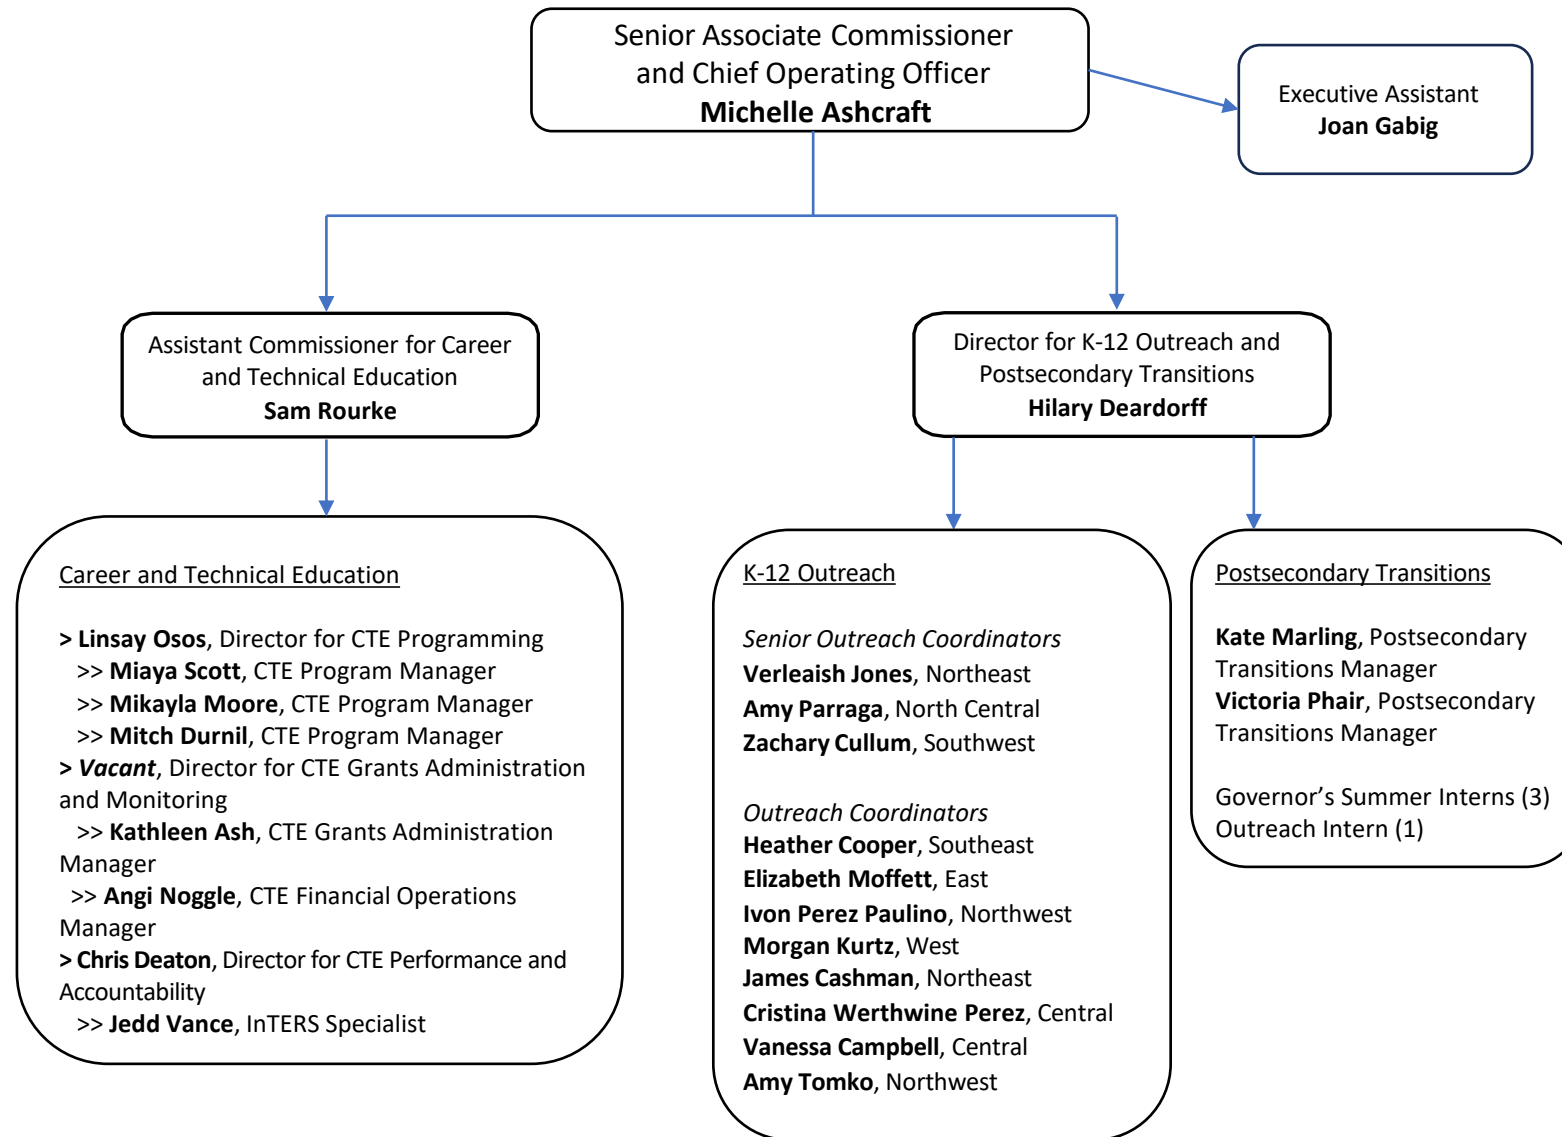 Senior Associate Commissioner
and Chief Operating Officer
Michelle Ashcraft
Executive Assistant
Joan Gabig
Assistant Commissioner for Career
and Technical Education
Sam Rourke
Director for K-12 Outreach and
Postsecondary Transitions
Hilary Deardorff
Career and Technical Education
> Linsay Osos, Director for CTE Programming
>> Miaya Scott, CTE Program Manager
>> Mikayla Moore, CTE Program Manager
>> Mitch Durnil, CTE Program Manager
> Vacant, Director for CTE Grants Administration
and Monitoring
>> Kathleen Ash, CTE Grants Administration
Manager
>> Angi Noggle, CTE Financial Operations
Manager
> Chris Deaton, Director for CTE Performance and
Accountability
>> Jedd Vance, InTERS Specialist
K-12 Outreach
Senior Outreach Coordinators
Verleaish Jones, Northeast
Amy Parraga, North Central
Zachary Cullum, Southwest
Outreach Coordinators
Heather Cooper, Southeast
Elizabeth Moffett, East
Ivon Perez Paulino, Northwest
Morgan Kurtz, West
James Cashman, Northeast
Cristina Werthwine Perez, Central
Vanessa Campbell, Central
Amy Tomko, Northwest
Postsecondary Transitions
Kate Marling, Postsecondary
Transitions Manager
Victoria Phair, Postsecondary
Transitions Manager
Governor’s Summer Interns (3)
Outreach Intern (1)